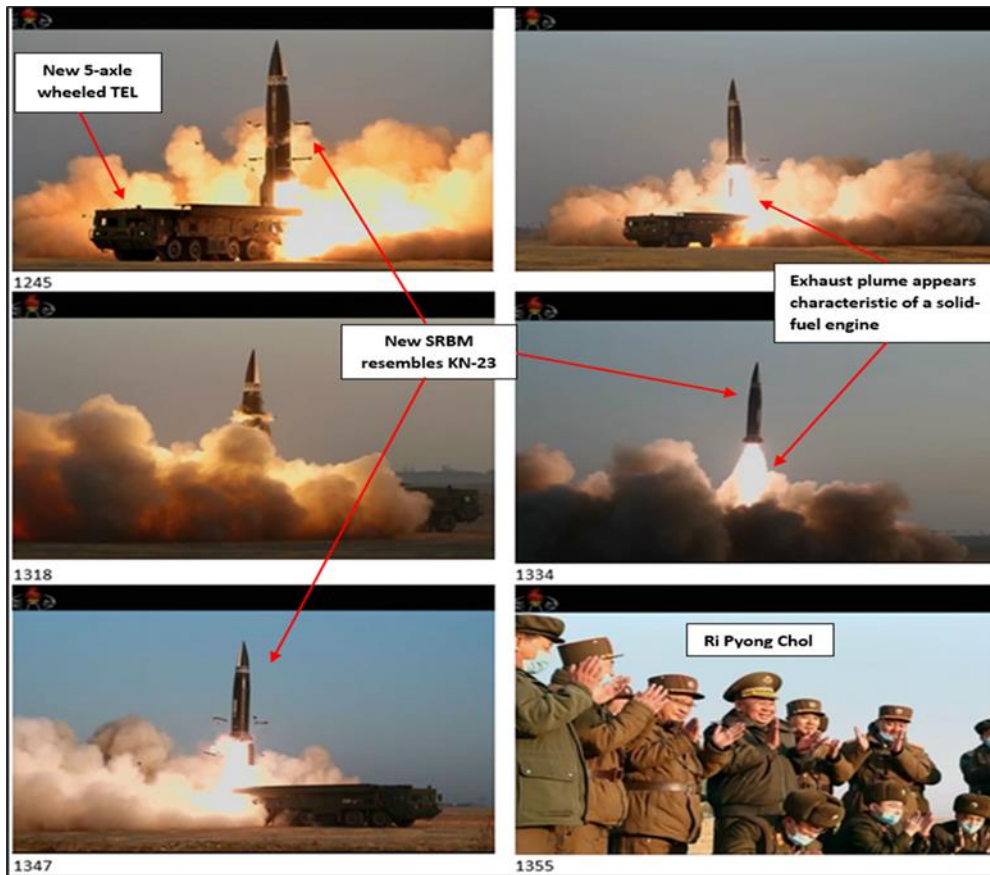 New 5-axle
wheeled TEL
1245
Exhaust plume appears
characteristic of a solid-
fuel engine
New SRBM
resembles KN-23
1318
1334
Ri Pyong Chol
1347
1355